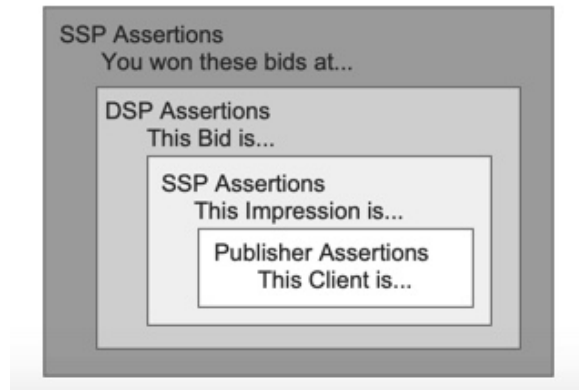 SSP Assertions
You won these bids at...
DSP Assertions
This Bid is...
SSP Assertions
This Impression is...
Publisher Assertions
This Client is...